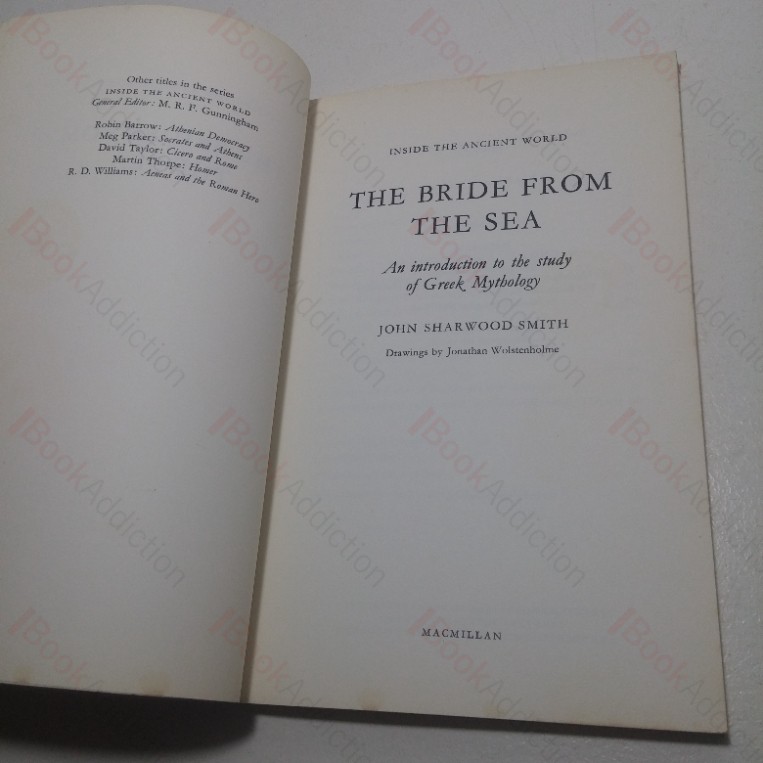 Other titles in the series
INSIDE THE ANCIENT WORLD
General Editor: M. R. F. Gunningham
Robin Barrow: Athenian Democracy
Meg Parker: Socrates and Athens
David Taylor: Cicero and Rome
Martin Thorpe: Homer
R. D. Williams: Aeneas and the Roman Hero
INSIDE THE ANCIENT WORLD
THE BRIDE FROM
THE SEA
An introduction to the study
of Greek Mythology
JOHN SHARWOOD SMITH
Drawings by Jonathan Wolstenholme
MACMILLAN
BookAddiction